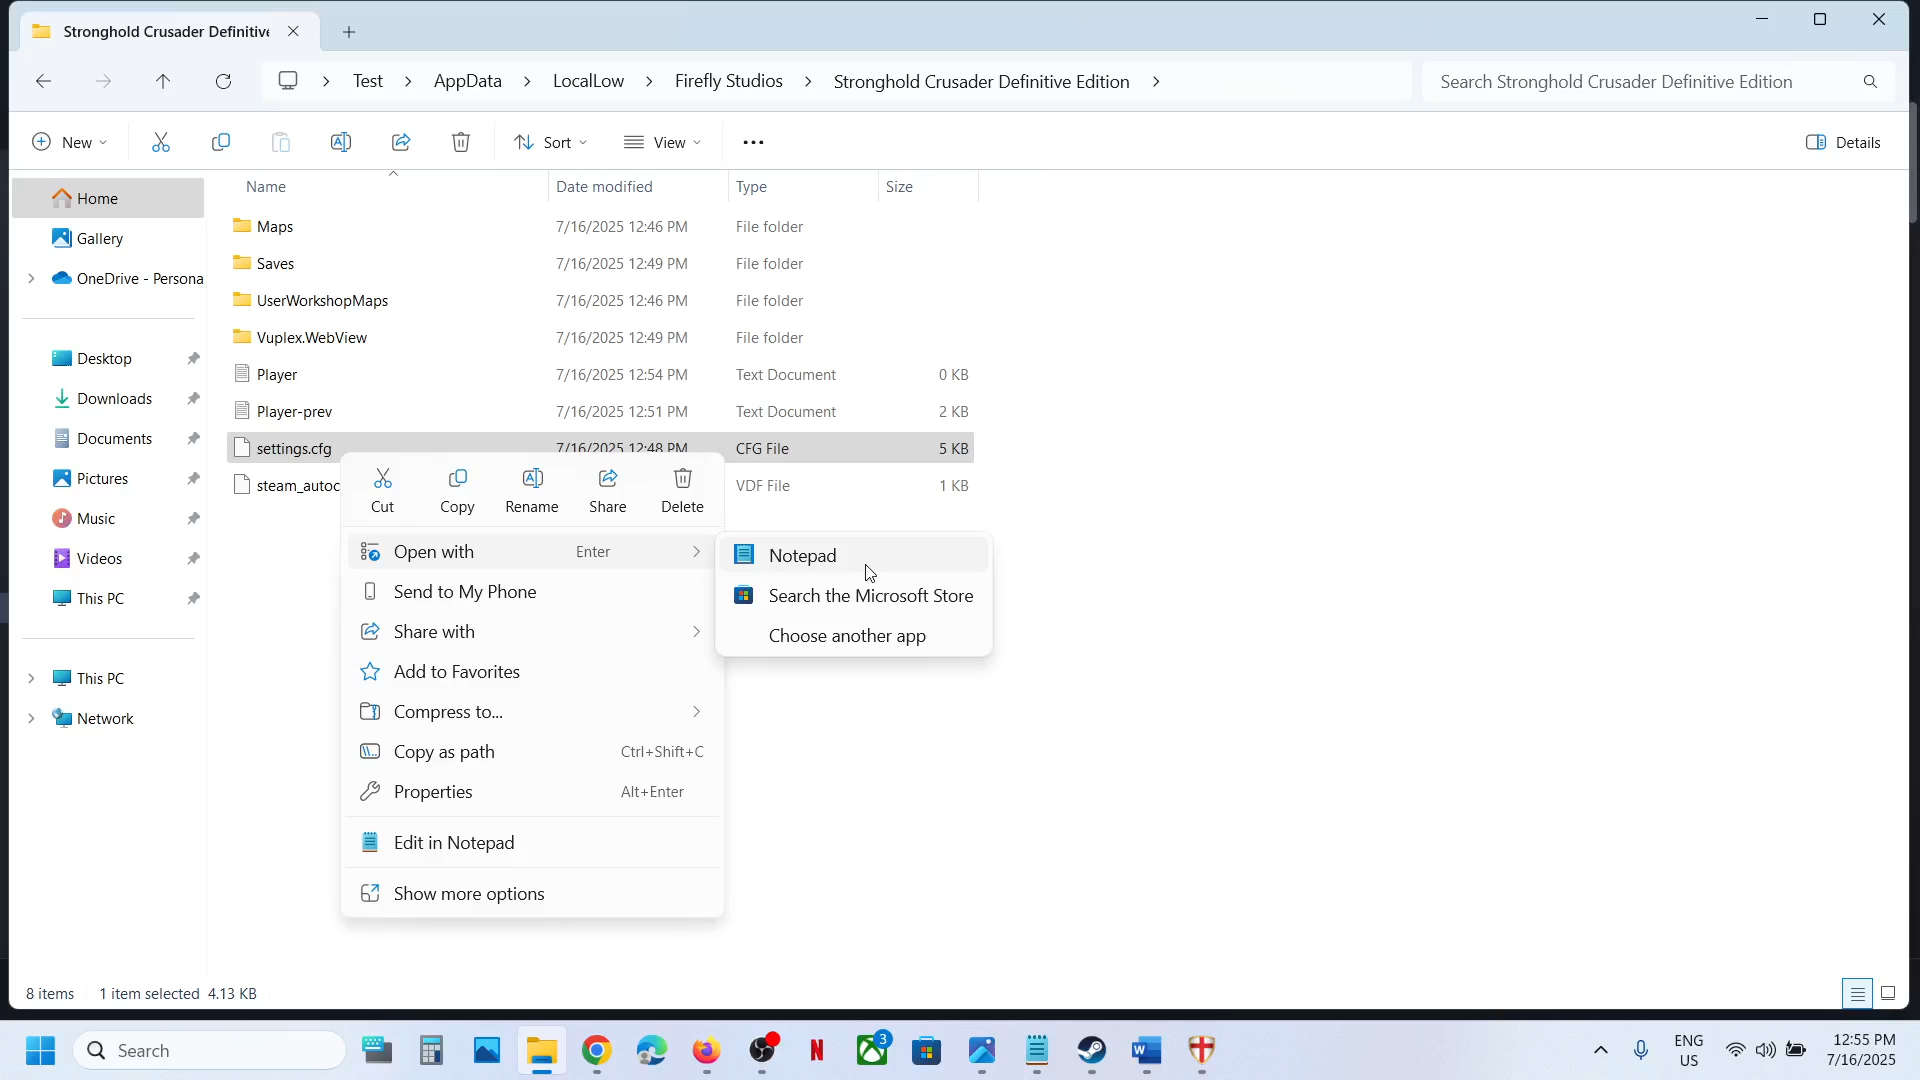 Stronghold Crusader Definitive
Test AppData LocalLow Firefly Studios Stronghold Crusader Definitive Edition
Search Stronghold Crusader Definitive Edition
New Sort View Details
Name Date modified Type Size
Home
Gallery
OneDrive - Persona
Desktop
Downloads
Documents
Pictures
Music
Videos
This PC
This PC
Network
Maps 7/16/2025 12:46 PM File folder
Saves 7/16/2025 12:49 PM File folder
UserWorkshopMaps 7/16/2025 12:46 PM File folder
Vuplex.WebView 7/16/2025 12:49 PM File folder
Player 7/16/2025 12:54 PM Text Document 0 KB
Player-prev 7/16/2025 12:51 PM Text Document 2 KB
settings.cfg 7/16/2025 12:48 PM CFG File 5 KB
steam_autoc VDF File 1 KB
Cut Copy Rename Share Delete
Open with Enter
Send to My Phone
Share with
Add to Favorites
Compress to...
Copy as path Ctrl+Shift+C
Properties Alt+Enter
Edit in Notepad
Show more options
Notepad
Search the Microsoft Store
Choose another app
8 items 1 item selected 4.13 KB
Search
3
ENG
US
12:55 PM
7/16/2025